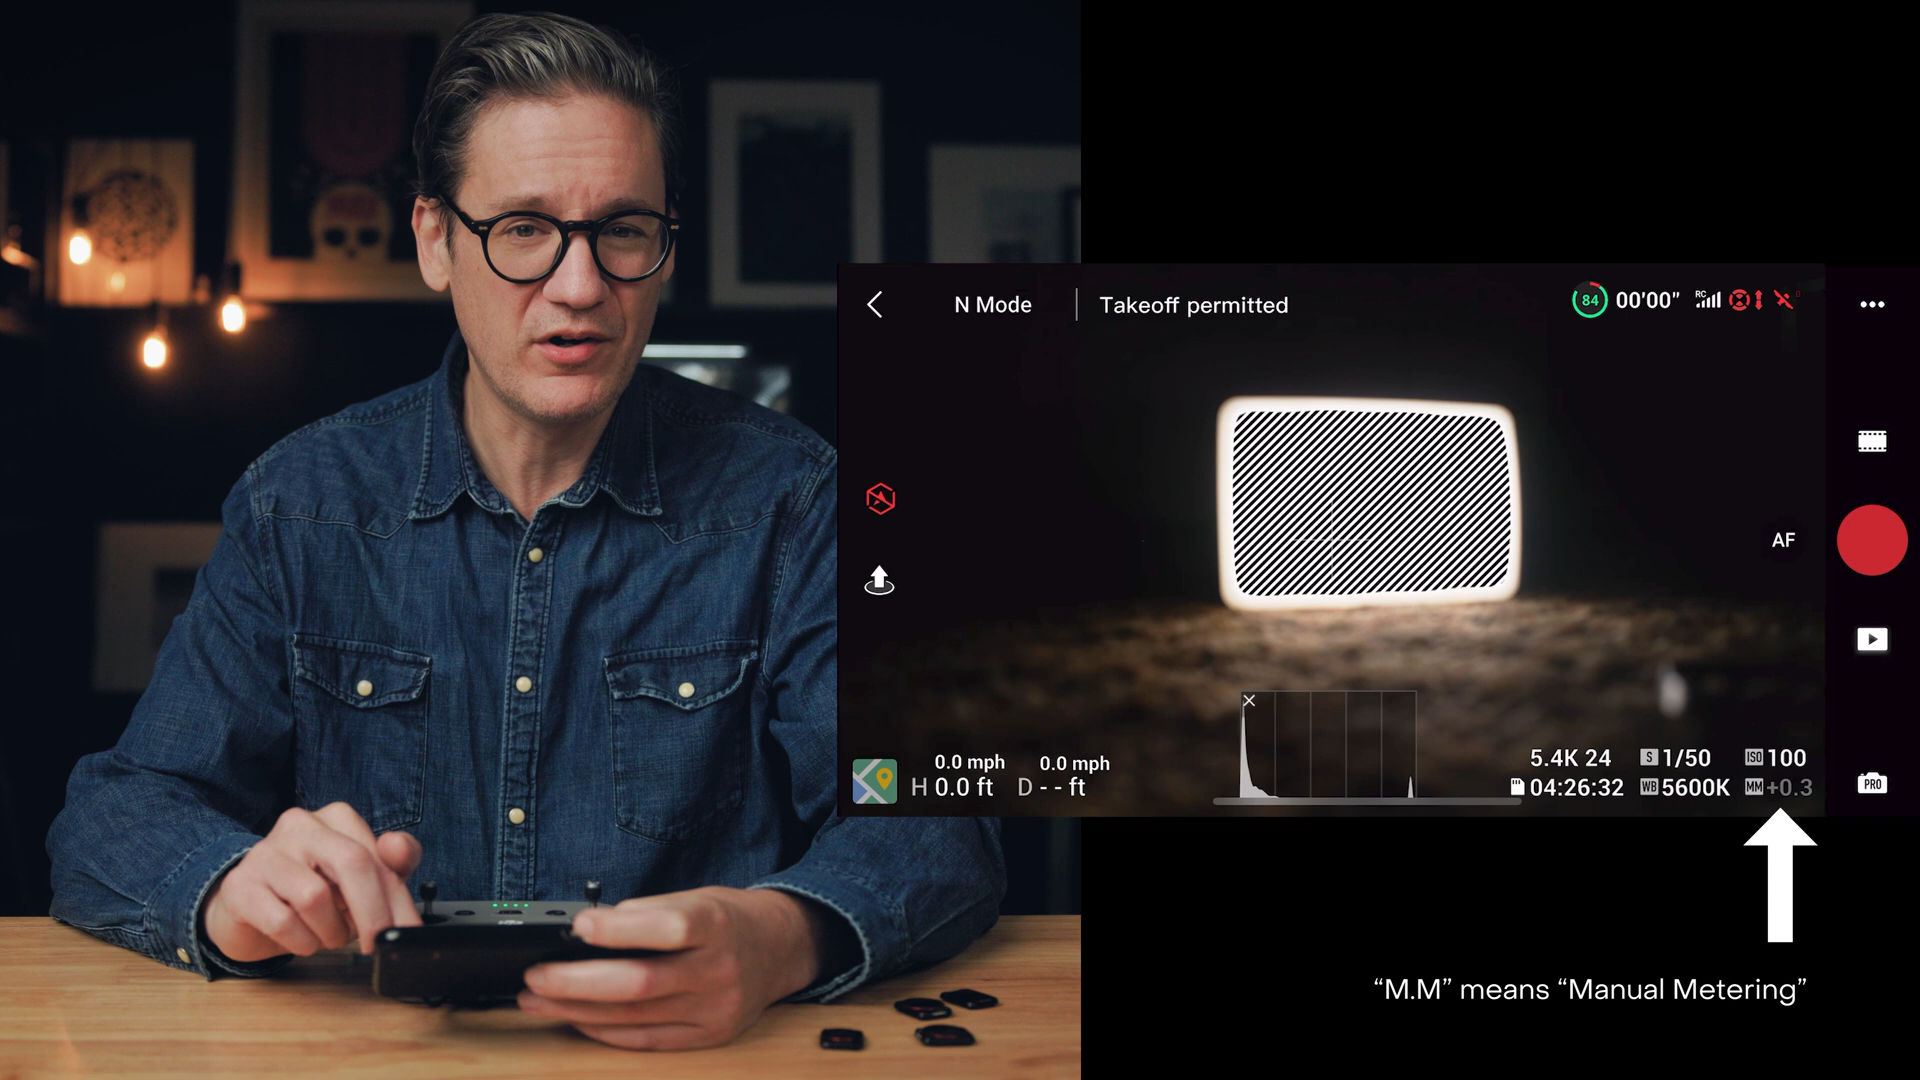 N Mode
Takeoff permitted
84 00'00"
RC
AF
0.0 mph 0.0 mph
H 0.0 ft D - - ft
5.4K 24 S 1/50 ISO 100
04:26:32 WB 5600K MM +0.3
PRO
“M.M” means “Manual Metering”